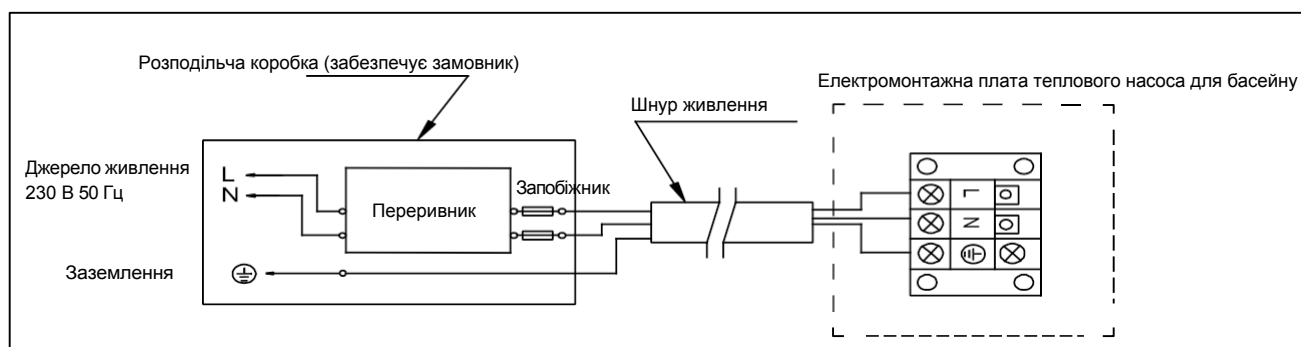 Розподільча коробка (забезпечує замовник)
Електромонтажна плата теплового насоса для басейну
Шнур живлення
Джерело живлення
230 В 50 Гц
L
N
Переривник
Запобіжник
Заземлення
L
N